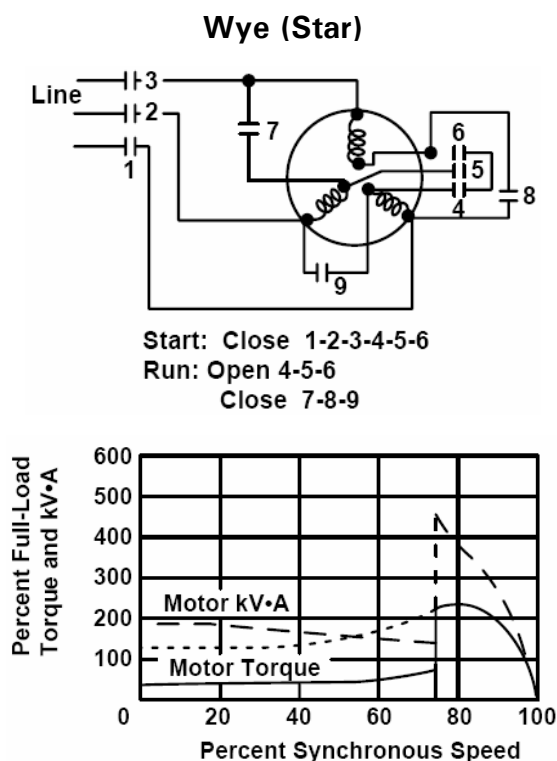 Wye (Star)
3
Line
2
7
6
5
1
4
8
9
Start: Close 1-2-3-4-5-6
Run: Open 4-5-6
Close 7-8-9
Percent Full-Load
Torque and kV•A
600
500
400
300
200
100
0
Motor kV•A
Motor Torque
20
40
60
80
100
Percent Synchronous Speed